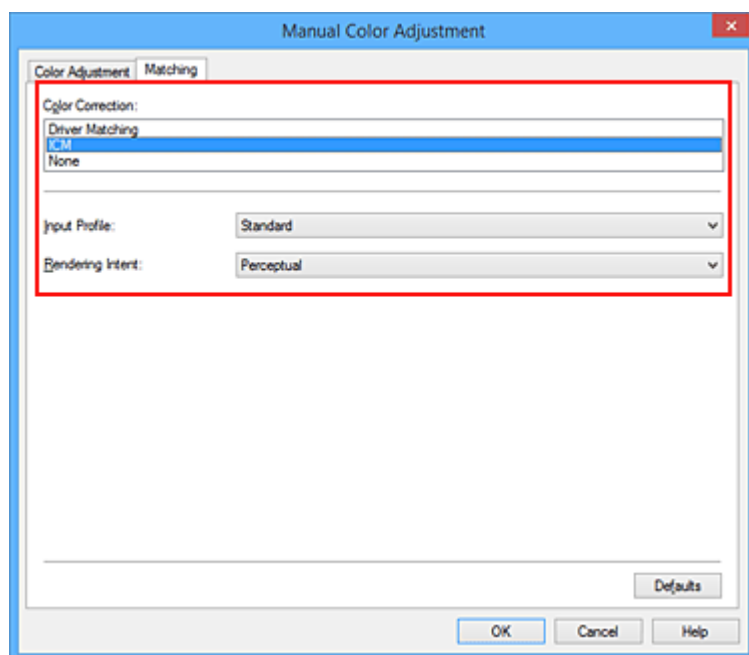 Manual Color Adjustment
Color Adjustment Matching
Color Correction:
Driver Matching
ICM
None
Input Profile: Standard
Rendering Intent: Perceptual
Defaults
OK Cancel Help